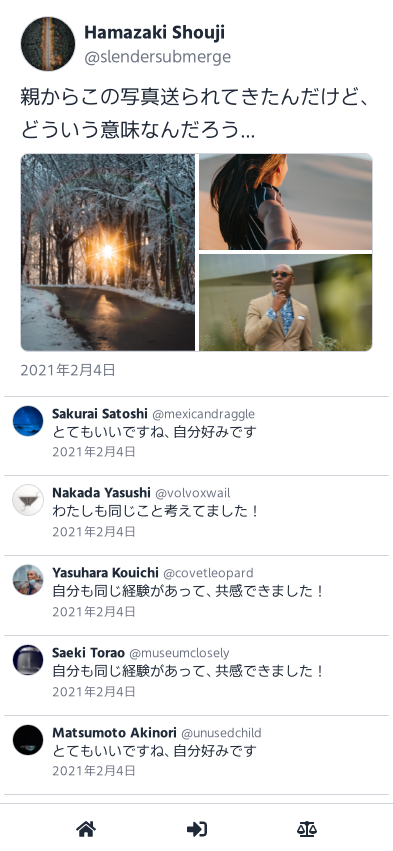 Hamazaki Shouji
@slendersubmerge
親からこの写真送られてきたんだけど、
どういう意味なんだろう...
2021年2月4日
Sakurai Satoshi @mexicandraggle
とてもいいですね、自分好みです
2021年2月4日
Nakada Yasushi @volvoxwail
わたしも同じこと考えてました！
2021年2月4日
Yasuhara Kouichi @covetleopard
自分も同じ経験があって、共感できました！
2021年2月4日
Saeki Torao @museumclosely
自分も同じ経験があって、共感できました！
2021年2月4日
Matsumoto Akinori @unusedchild
とてもいいですね、自分好みです
2021年2月4日